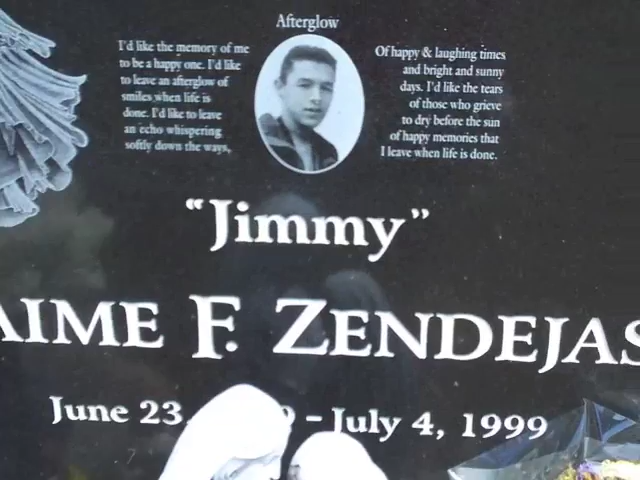 Afterglow
I'd like the memory of me
to be a happy one. I'd like
to leave an afterglow of
smiles when life is
done. I'd like to leave
an echo whispering
softly down the ways,
Of happy & laughing times
and bright and sunny
days. I'd like the tears
of those who grieve
to dry before the sun
of happy memories that
I leave when life is done.
"Jimmy"
AIME F. ZENDEJAS
June 23, 9 – July 4, 1999